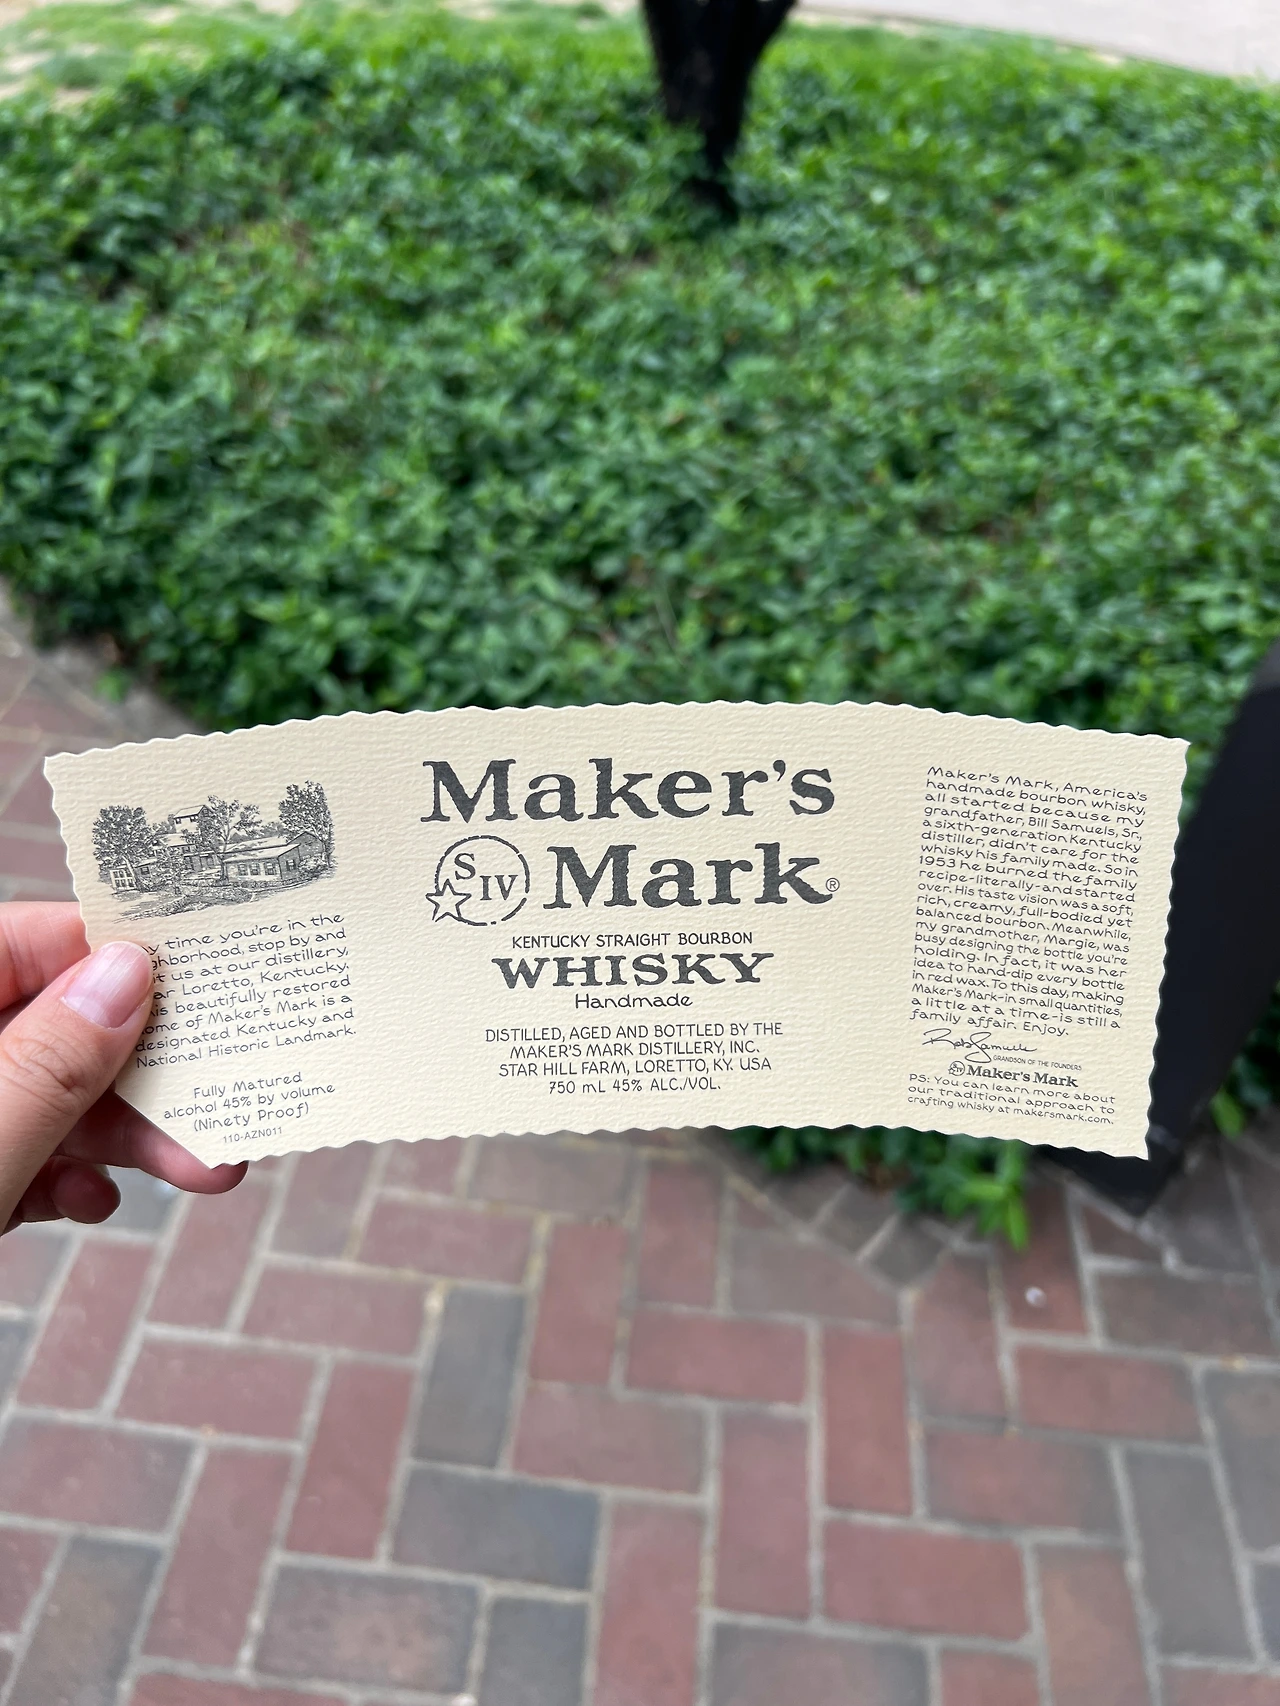 y time you're in the
ghborhood, stop by and
it us at our distillery,
ar Loretto, Kentucky.
is beautifully restored
ome of Maker's Mark is a
designated Kentucky and
National Historic Landmark.
Fully Matured
alcohol 45% by volume
(Ninety Proof)
110-AZN011
Maker's
S IV Mark®
KENTUCKY STRAIGHT BOURBON
WHISKY
Handmade
DISTILLED, AGED AND BOTTLED BY THE
MAKER'S MARK DISTILLERY, INC.
STAR HILL FARM, LORETTO, KY. USA
750 mL 45% ALC./VOL.
Maker's Mark, America's
handmade bourbon whisky,
all started because my
grandfather, Bill Samuels, Sr.,
a sixth-generation Kentucky
distiller, didn't care for the
whisky his family made. So in
1953 he burned the family
recipe-literally-and started
over. His taste vision was a soft,
rich, creamy, full-bodied yet
balanced bourbon. Meanwhile,
my grandmother, Margie, was
busy designing the bottle you're
holding. In fact, it was her
idea to hand-dip every bottle
in red wax. To this day, making
Maker's Mark-in small quantities,
a little at a time-is still a
family affair. Enjoy.
Rob Samuels
GRANDSON OF THE FOUNDERS
SIV Maker's Mark
PS: You can learn more about
our traditional approach to
crafting whisky at makersmark.com.